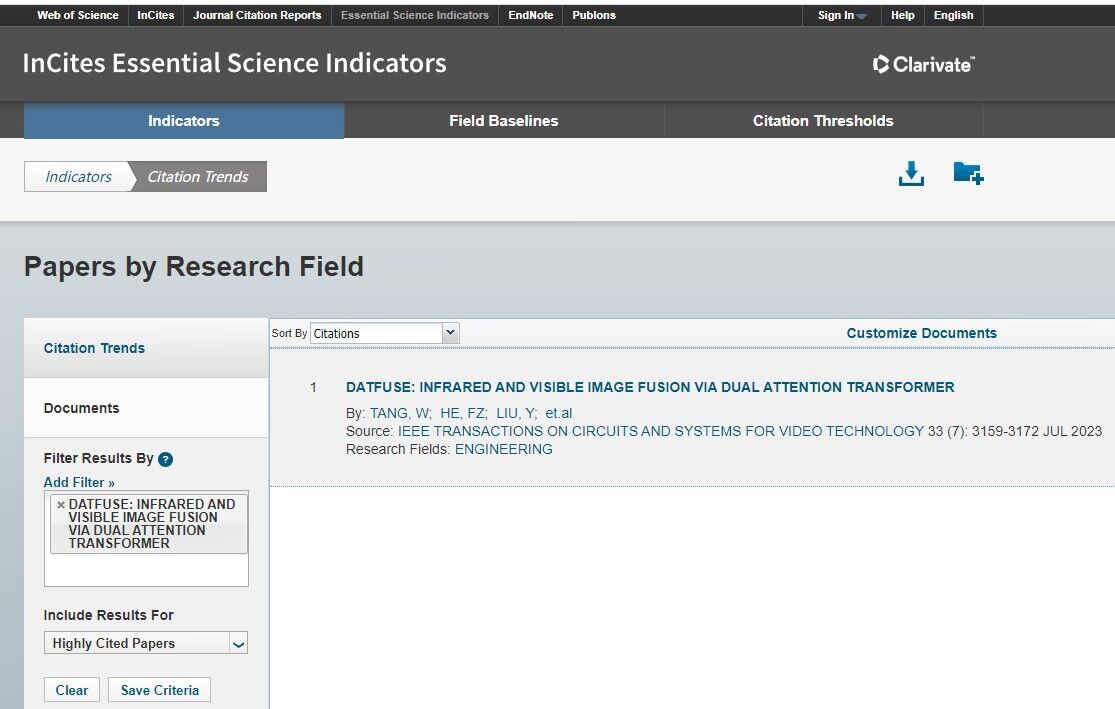 Web of Science InCites Journal Citation Reports Essential Science Indicators EndNote Publons Sign In Help English
InCites Essential Science Indicators
Clarivate™
Indicators Field Baselines Citation Thresholds
Indicators Citation Trends
Papers by Research Field
Citation Trends
Documents
Filter Results By ?
Add Filter »
× DATFUSE: INFRARED AND
VISIBLE IMAGE FUSION
VIA DUAL ATTENTION
TRANSFORMER
Include Results For
Highly Cited Papers
Clear Save Criteria
Sort By Citations Customize Documents
1 DATFUSE: INFRARED AND VISIBLE IMAGE FUSION VIA DUAL ATTENTION TRANSFORMER
By: TANG, W; HE, FZ; LIU, Y; et.al
Source: IEEE TRANSACTIONS ON CIRCUITS AND SYSTEMS FOR VIDEO TECHNOLOGY 33 (7): 3159-3172 JUL 2023
Research Fields: ENGINEERING